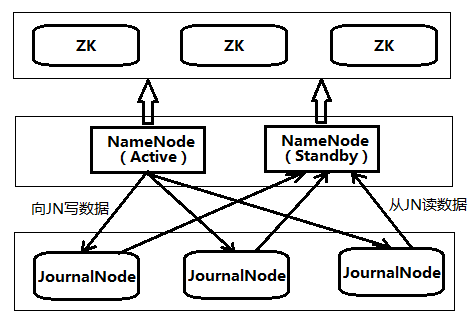 ZK
ZK
ZK
NameNode
（Active）
NameNode
（Standby）
向JN写数据
从JN读数据
JournalNode
JournalNode
JournalNode